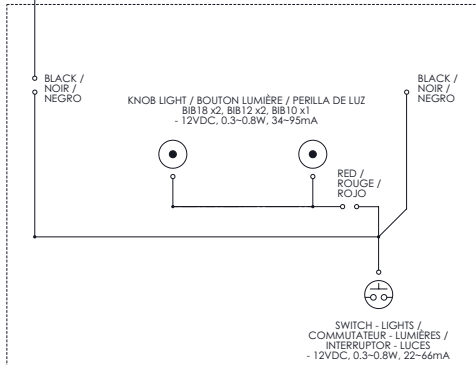 BLACK /
NOIR /
NEGRO
BLACK /
NOIR /
NEGRO
KNOB LIGHT / BOUTON LUMIÈRE / PERILLA DE LUZ
BIB18 x2, BIB12 x2, BIB10 x1
- 12VDC, 0.3~0.8W, 34~95mA
RED /
ROUGE /
ROJO
SWITCH - LIGHTS /
COMMUTATEUR - LUMIÈRES /
INTERRUPTOR - LUCES
- 12VDC, 0.3~0.8W, 22~66mA